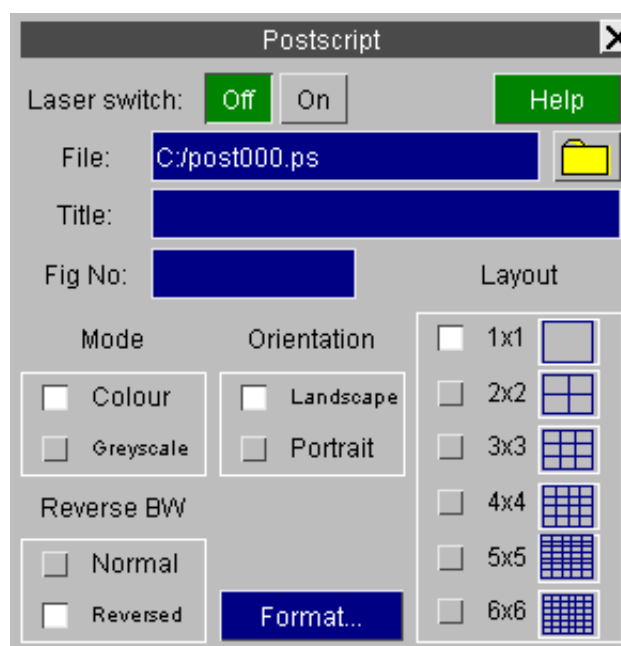 Postscript
Laser switch: Off On Help
File: C:/post000.ps
Title:
Fig No: Layout
Mode Orientation 1x1
Colour Landscape 2x2
Greyscale Portrait 3x3
Reverse BW 4x4
Normal 5x5
Reversed Format... 6x6